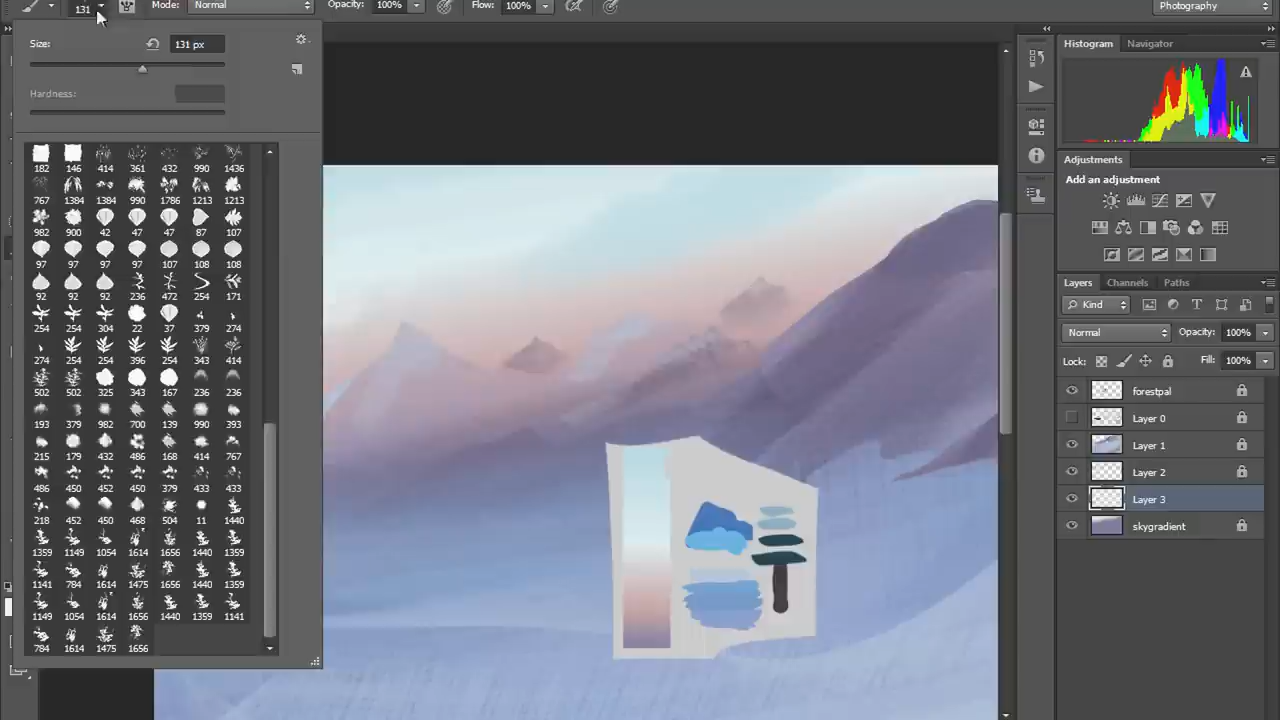 131 Mode: Normal Opacity: 100% Flow: 100% Photography
Size: 131 px
Hardness:
182 146 414 361 432 990 1436
767 1384 1384 990 1786 1213 1213
982 900 42 47 47 87 107
97 97 97 97 107 108 108
92 92 92 236 472 254 171
254 254 304 22 37 379 274
274 254 254 396 254 343 414
502 502 325 343 167 236 236
193 379 982 700 139 990 393
215 179 432 486 168 414 767
486 450 452 450 379 433 433
218 452 450 468 504 11 1440
1359 1149 1054 1614 1656 1440 1359
1141 784 1614 1475 1656 1440 1359
1149 1054 1614 1656 1440 1359 1141
784 1614 1475 1656
Histogram Navigator
Adjustments
Add an adjustment
Layers Channels Paths
Kind
Normal Opacity: 100%
Lock: Fill: 100%
forestpal
Layer 0
Layer 1
Layer 2
Layer 3
skygradient